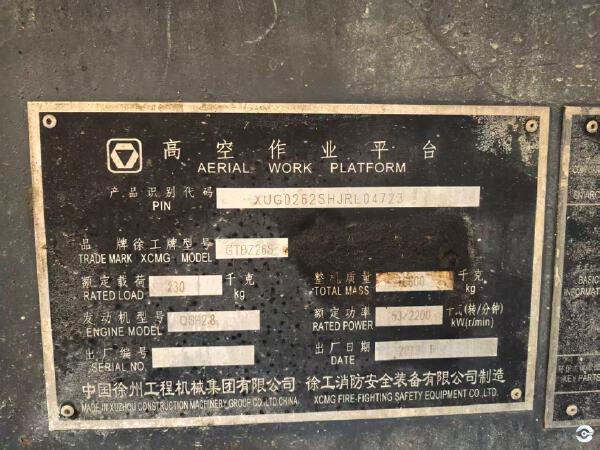 高空作业平台
AERIAL WORK PLATFORM
产品识别代码
PIN
XUG0262SHJRL04723
品 牌 徐工牌 型号
TRADE MARK XCMG MODEL
GTBZ26S
额定载荷 230 千克
RATED LOAD kg
整机质量 千克
TOTAL MASS kg
发动机型号 QSF2.8
ENGINE MODEL
额定功率 53/2200 千瓦(转/分钟)
RATED POWER kW(r/min)
出厂编号
SERIAL NO.
出厂日期
DATE
中国徐州工程机械集团有限公司 徐工消防安全装备有限公司制造
MADE IN XUZHOU CONSTRUCTION MACHINERY GROUP CO.,LTD.CHINA. XCMG FIRE-FIGHTING SAFETY EQUIPMENT CO.,LTD.
BASIC
INFORMA
KEY PARTS